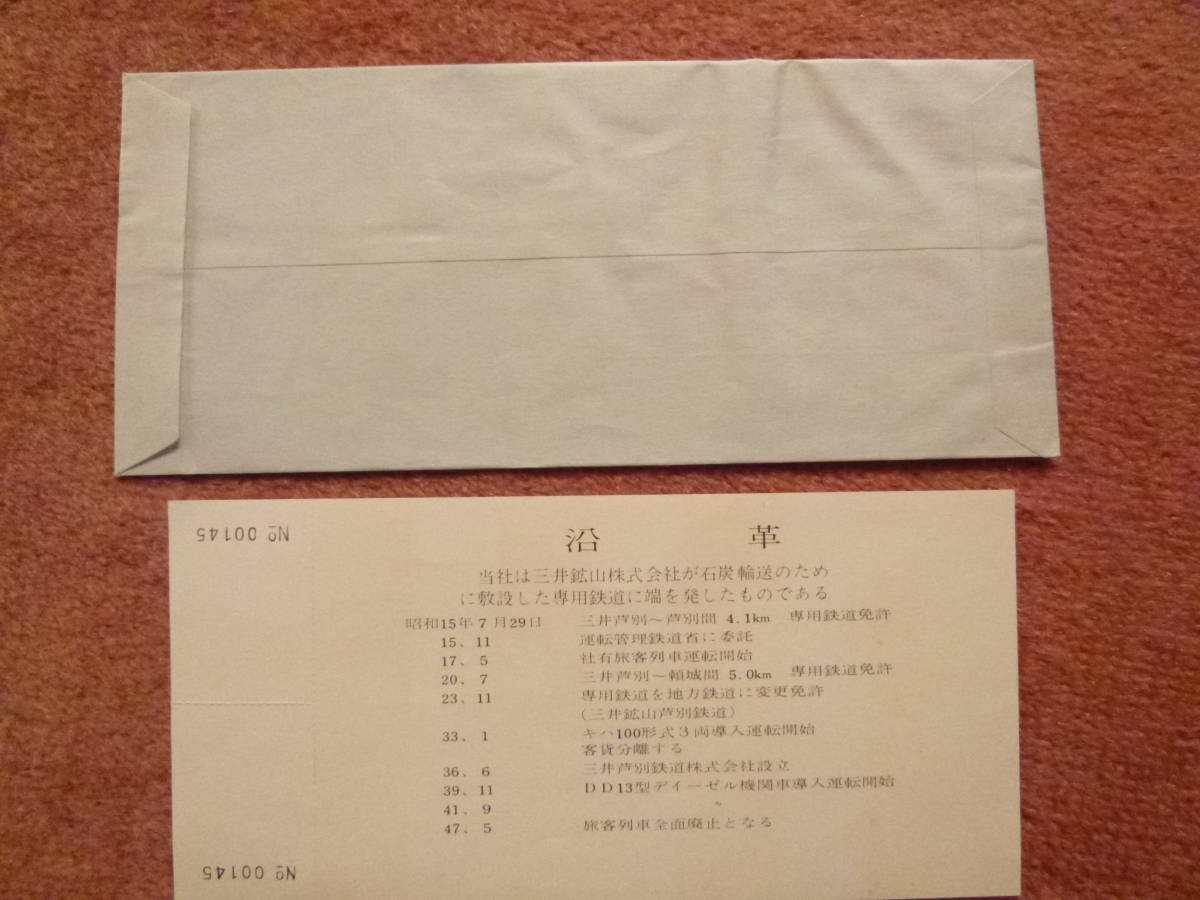 № 00145
沿革
当社は三井鉱山株式会社が石炭輸送のため
に敷設した専用鉄道に端を発したものである
昭和15年7月29日 三井芦別〜芦別間 4.1km 専用鉄道免許
15、11 運転管理鉄道省に委託
17、5 社有旅客列車運転開始
20、7 三井芦別〜頼城間 5.0km 専用鉄道免許
23、11 専用鉄道を地方鉄道に変更免許
(三井鉱山芦別鉄道)
33、1 キハ100形式3両導入運転開始
客貨分離する
36、6 三井芦別鉄道株式会社設立
39、11 DD13型デイーゼル機関車導入運転開始
41、9 〃
47、5 旅客列車全面廃止となる
№ 00145